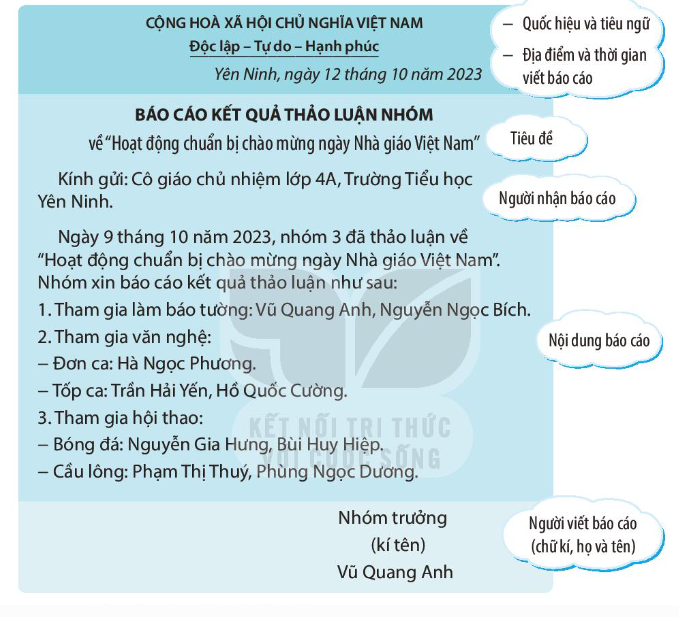 CỘNG HOÀ XÃ HỘI CHỦ NGHĨA VIỆT NAM
Độc lập – Tự do – Hạnh phúc
Yên Ninh, ngày 12 tháng 10 năm 2023
– Quốc hiệu và tiêu ngữ
– Địa điểm và thời gian
viết báo cáo
BÁO CÁO KẾT QUẢ THẢO LUẬN NHÓM
về “Hoạt động chuẩn bị chào mừng ngày Nhà giáo Việt Nam”
Tiêu đề
Kính gửi: Cô giáo chủ nhiệm lớp 4A, Trường Tiểu học
Yên Ninh.
Người nhận báo cáo
Ngày 9 tháng 10 năm 2023, nhóm 3 đã thảo luận về
“Hoạt động chuẩn bị chào mừng ngày Nhà giáo Việt Nam”.
Nhóm xin báo cáo kết quả thảo luận như sau:
1. Tham gia làm báo tường: Vũ Quang Anh, Nguyễn Ngọc Bích.
2. Tham gia văn nghệ:
– Đơn ca: Hà Ngọc Phương.
– Tốp ca: Trần Hải Yến, Hồ Quốc Cường.
3. Tham gia hội thao:
– Bóng đá: Nguyễn Gia Hưng, Bùi Huy Hiệp.
– Cầu lông: Phạm Thị Thuý, Phùng Ngọc Dương.
Nội dung báo cáo
KẾT NỐI TRI THỨC
VỚI CUỘC SỐNG
Nhóm trưởng
(kí tên)
Vũ Quang Anh
Người viết báo cáo
(chữ kí, họ và tên)